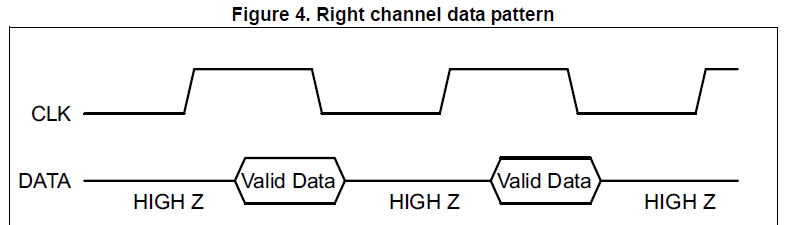 Figure 4. Right channel data pattern
CLK
DATA
Valid Data
Valid Data
HIGH Z
HIGH Z
HIGH Z